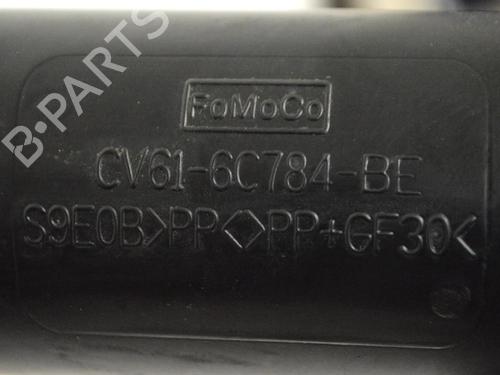 B-PARTS
FoMoCo
CV61-6C784-BE
S9E0B>PP<>PP+GF30<